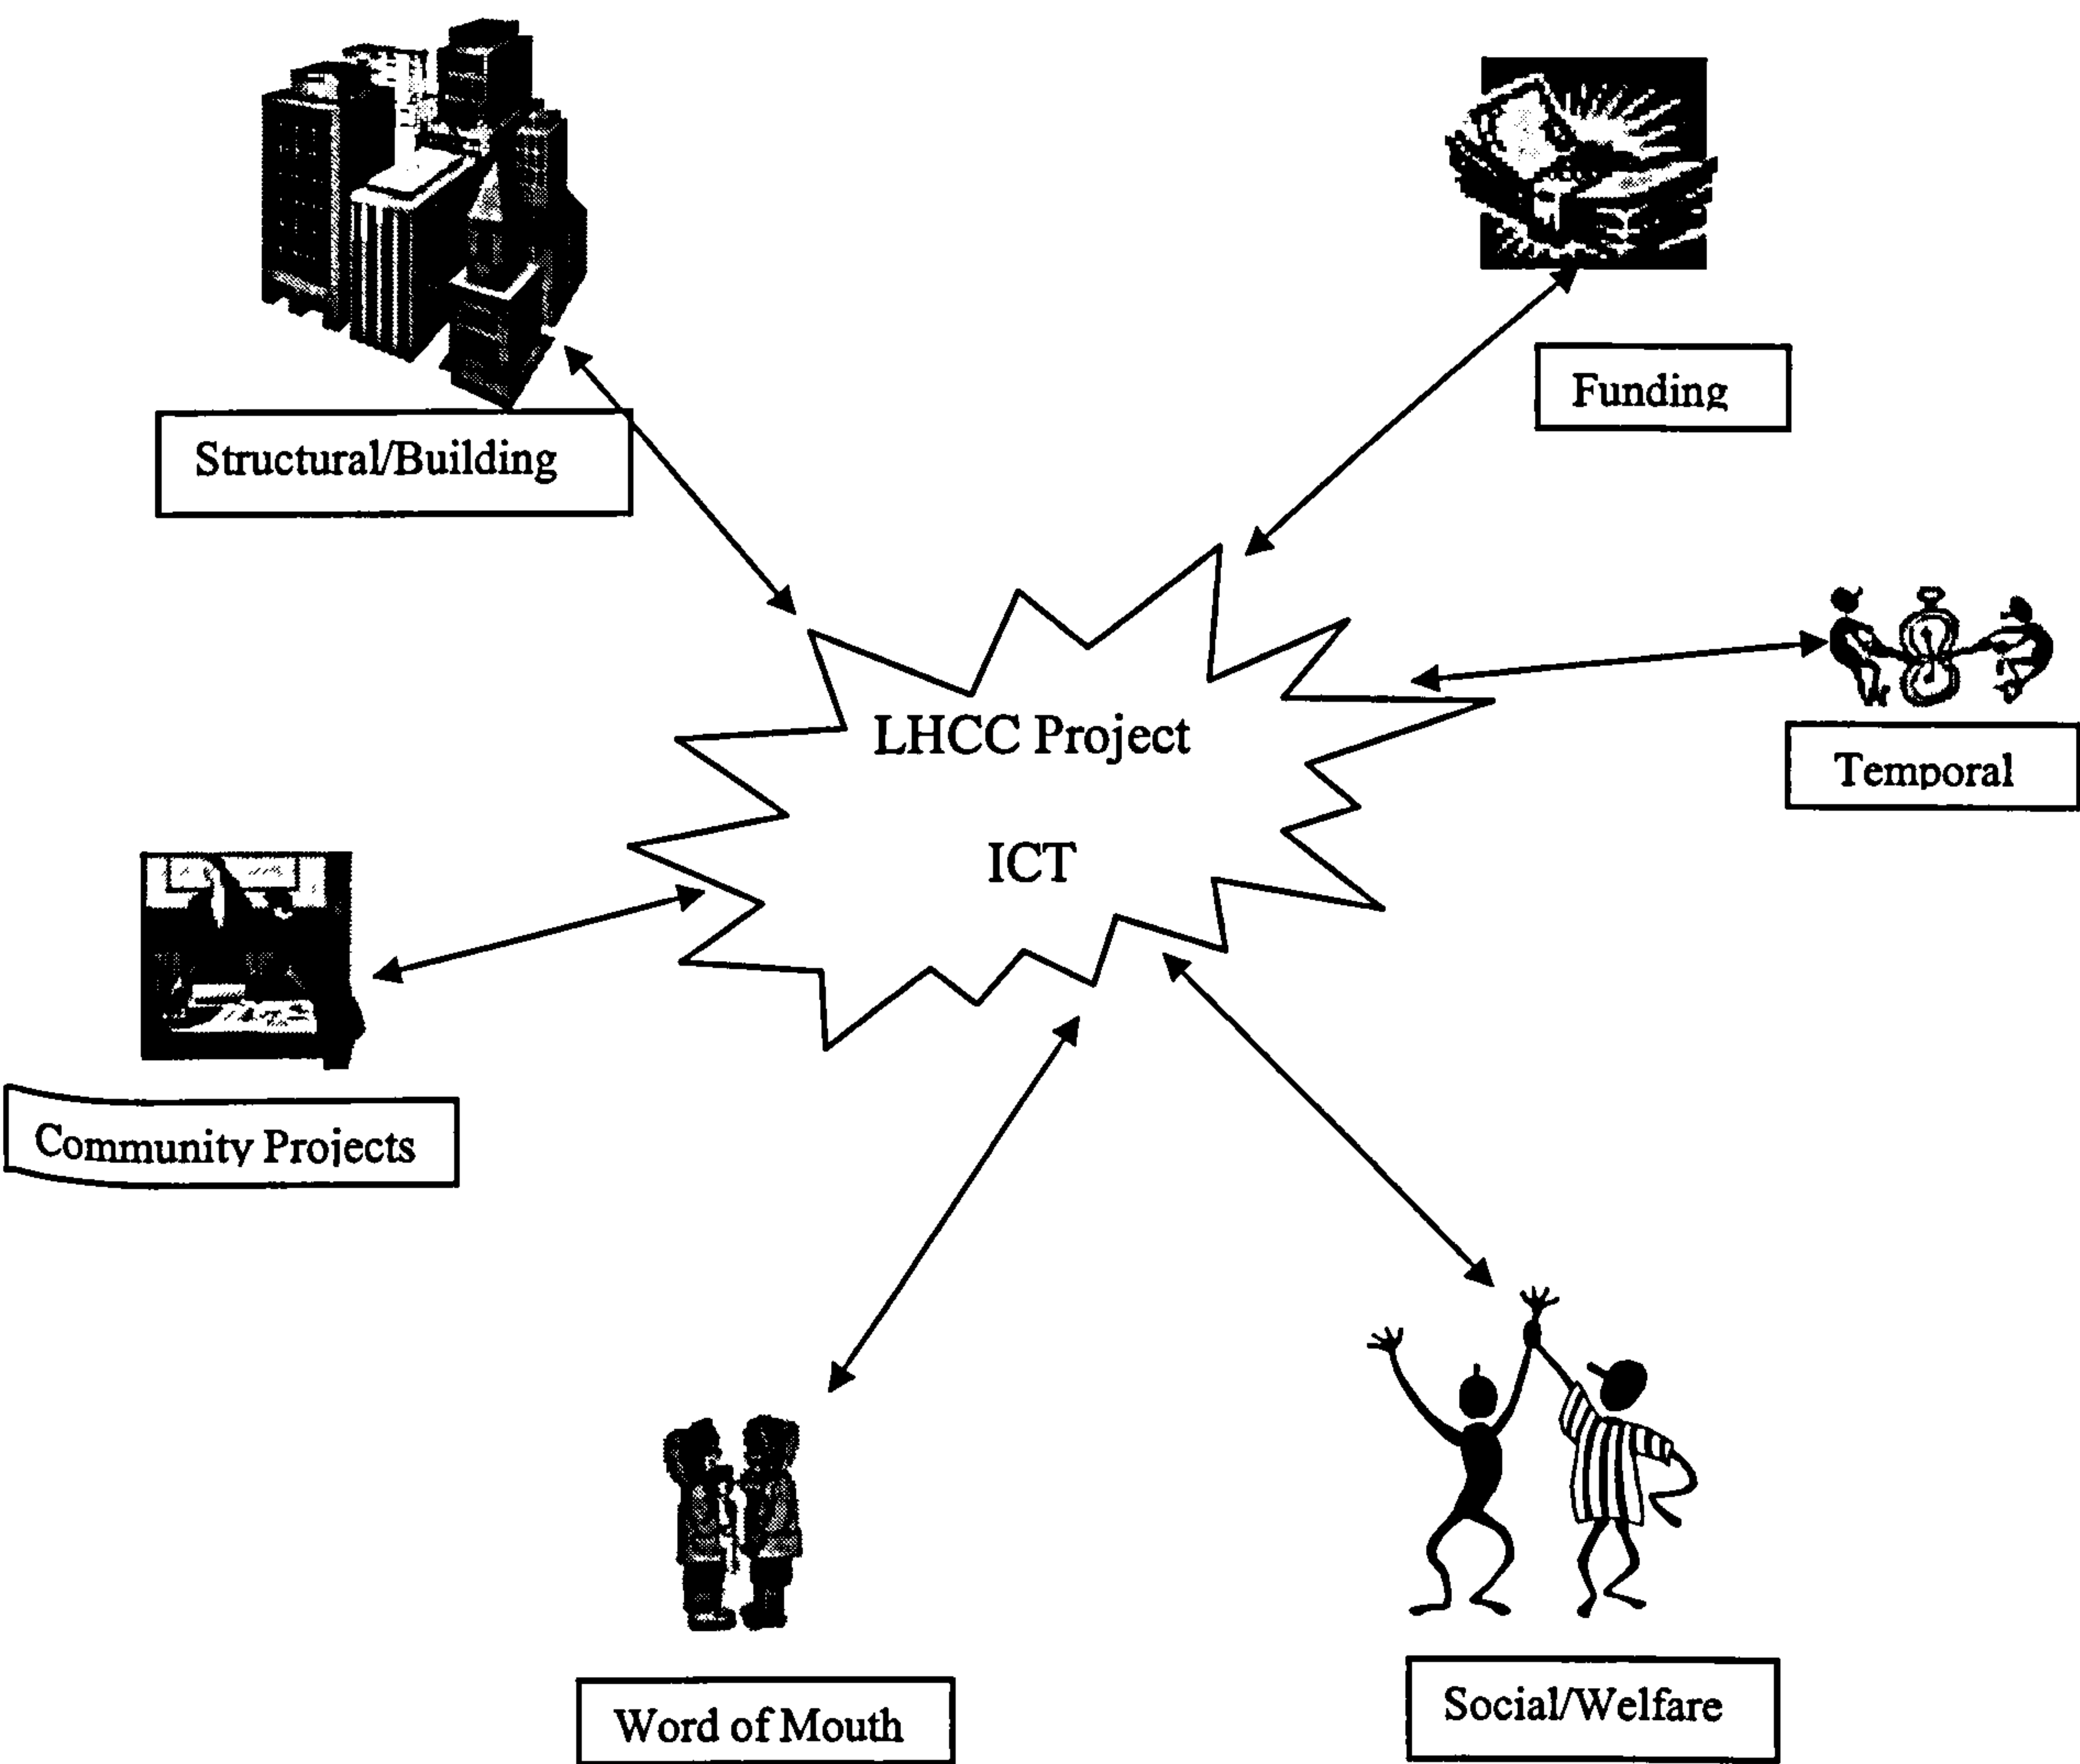 Structural/Building
Funding
LHCC Project
ICT
Temporal
Community Projects
Word of Mouth
Social/Welfare